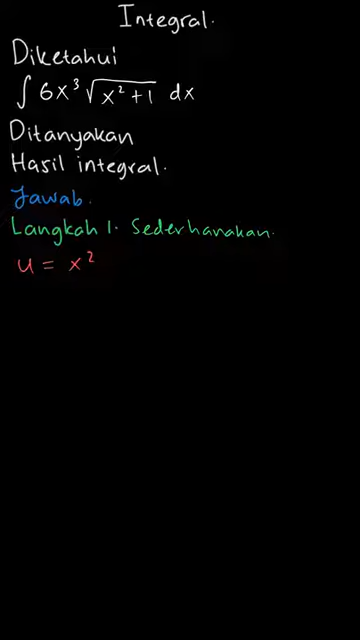 Integral.
Diketahui
∫ 6x³ √(x² + 1) dx
Ditanyakan
Hasil integral.
Jawab.
Langkah 1. Sederhanakan.
u = x²